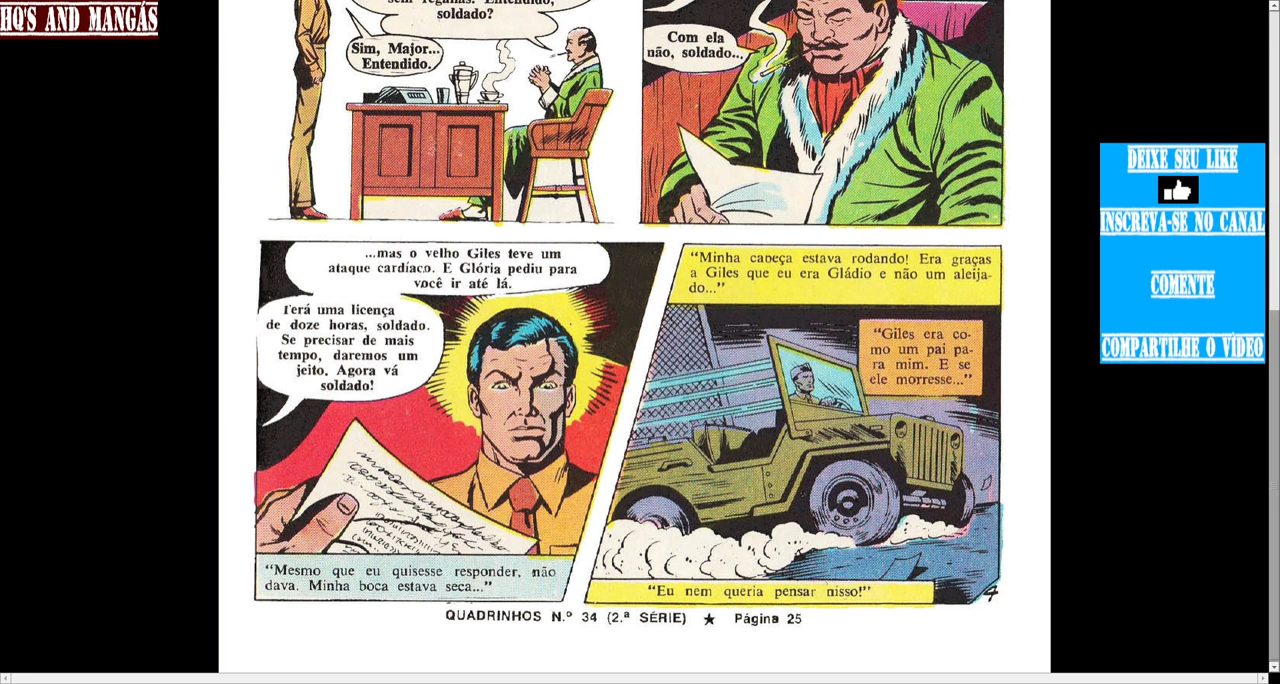 HQ'S AND MANGÁS
soldado?
Sim, Major...
Entendido.
Com ela
não, soldado...
...mas o velho Giles teve um
ataque cardíaco. E Glória pediu para
você ir até lá.
Terá uma licença
de doze horas, soldado.
Se precisar de mais
tempo, daremos um
jeito. Agora vá
soldado!
"Mesmo que eu quisesse responder, não
dava. Minha boca estava seca..."
"Minha cabeça estava rodando! Era graças
a Giles que eu era Gládio e não um aleija-
do..."
"Giles era co-
mo um pai pa-
ra mim. E se
ele morresse..."
"Eu nem queria pensar nisso!"
4
QUADRINHOS N.º 34 (2.ª SÉRIE) ★ Página 25
DEIXE SEU LIKE
INSCREVA-SE NO CANAL
COMENTE
COMPARTILHE O VÍDEO